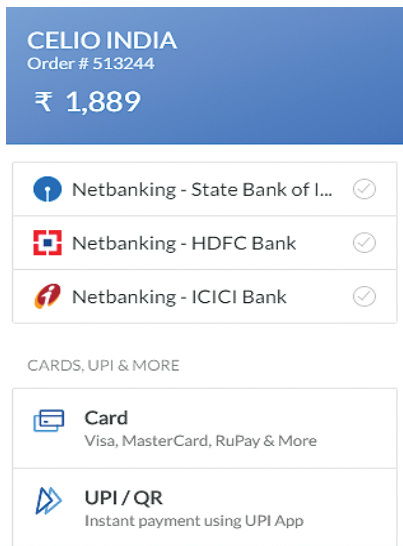 CELIO INDIA
Order # 513244
₹ 1,889
Netbanking - State Bank of I...
Netbanking - HDFC Bank
Netbanking - ICICI Bank
CARDS, UPI & MORE
Card
Visa, MasterCard, RuPay & More
UPI / QR
Instant payment using UPI App